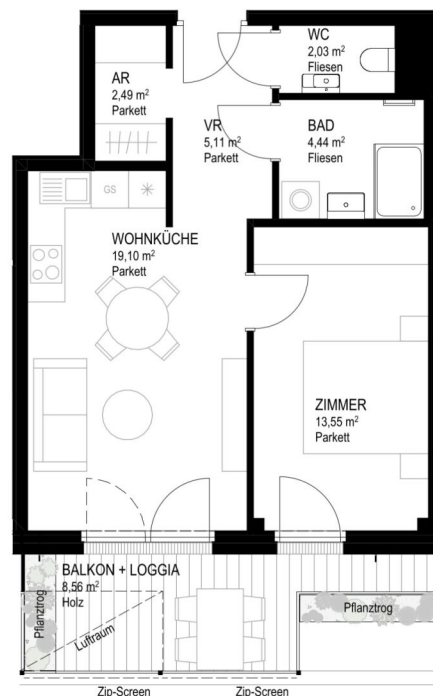 WC
2,03 m²
Fliesen
AR
2,49 m²
Parkett
VR
5,11 m²
Parkett
BAD
4,44 m²
Fliesen
GS
WOHNKÜCHE
19,10 m²
Parkett
ZIMMER
13,55 m²
Parkett
BALKON + LOGGIA
8,56 m²
Holz
Pflanztrog
Luftraum
Pflanztrog
Zip-Screen
Zip-Screen